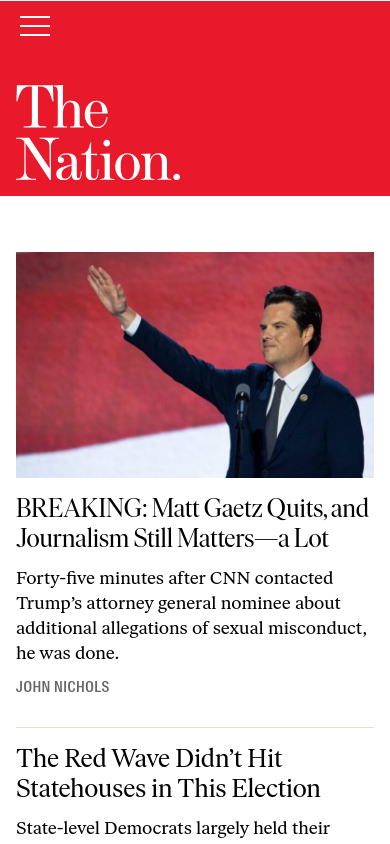 The
Nation.
BREAKING: Matt Gaetz Quits, and
Journalism Still Matters—a Lot
Forty-five minutes after CNN contacted
Trump’s attorney general nominee about
additional allegations of sexual misconduct,
he was done.
JOHN NICHOLS
The Red Wave Didn’t Hit
Statehouses in This Election
State-level Democrats largely held their